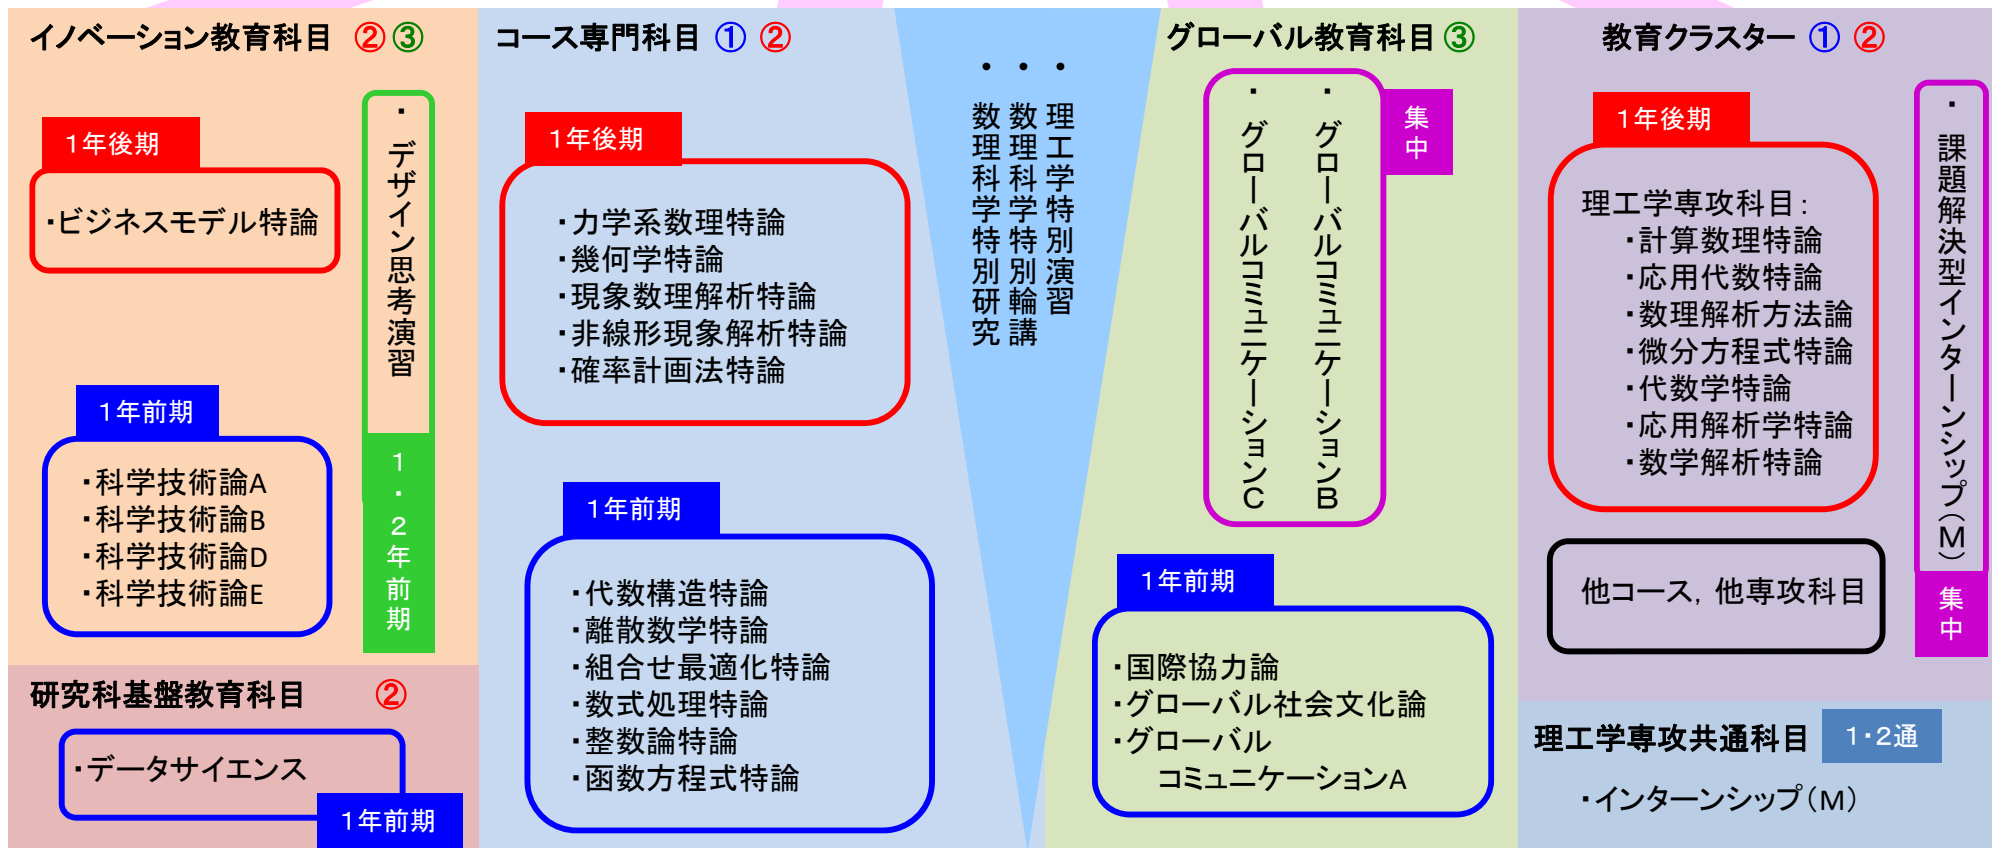 イノベーション教育科目 ②③
1年後期
・ビジネスモデル特論
・デザイン思考演習
1・2年前期
1年前期
・科学技術論A
・科学技術論B
・科学技術論D
・科学技術論E
研究科基盤教育科目 ②
・データサイエンス
1年前期
コース専門科目 ① ②
1年後期
・力学系数理特論
・幾何学特論
・現象数理解析特論
・非線形現象解析特論
・確率計画法特論
1年前期
・代数構造特論
・離散数学特論
・組合せ最適化特論
・数式処理特論
・整数論特論
・函数方程式特論
・理工学特別演習
・数理科学特別輪講
・数理科学特別研究
グローバル教育科目③
集中
・グローバルコミュニケーションB
・グローバルコミュニケーションC
1年前期
・国際協力論
・グローバル社会文化論
・グローバル
コミュニケーションA
教育クラスター ① ②
1年後期
理工学専攻科目：
・計算数理特論
・応用代数特論
・数理解析方法論
・微分方程式特論
・代数学特論
・応用解析学特論
・数学解析特論
他コース，他専攻科目
・課題解決型インターンシップ（M）
集中
理工学専攻共通科目 1・2通
・インターンシップ（M）